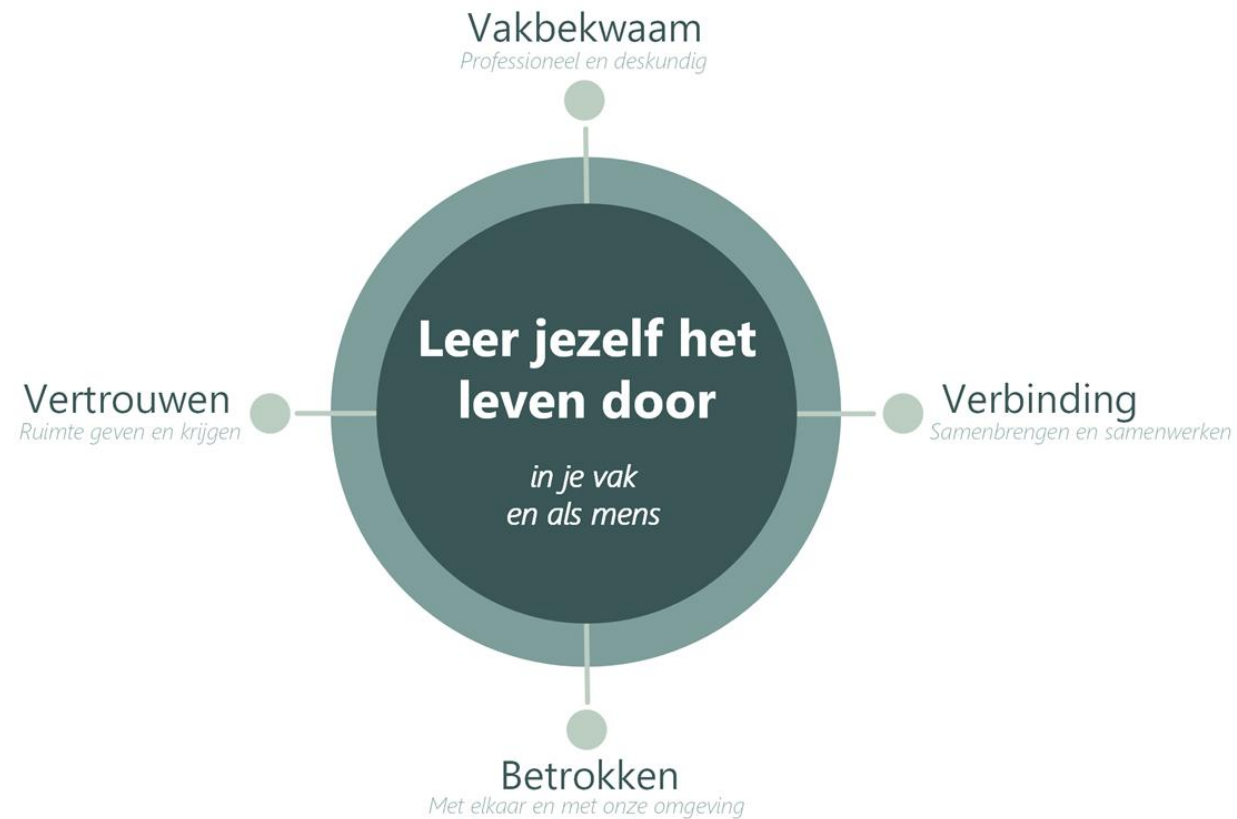 Vakbekwaam
Professioneel en deskundig
Leer jezelf het
leven door
in je vak
en als mens
Vertrouwen
Ruimte geven en krijgen
Verbinding
Samenbrengen en samenwerken
Betrokken
Met elkaar en met onze omgeving